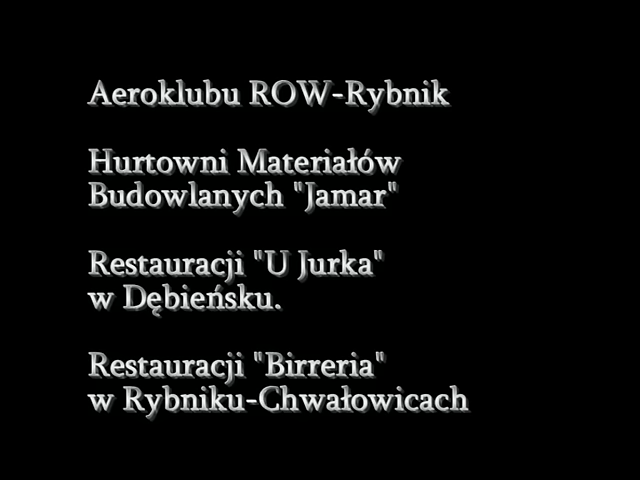 Aeroklubu ROW-Rybnik
Hurtowni Materiałów
Budowlanych "Jamar"
Restauracji "U Jurka"
w Dębieńsku.
Restauracji "Birreria"
w Rybniku-Chwałowicach